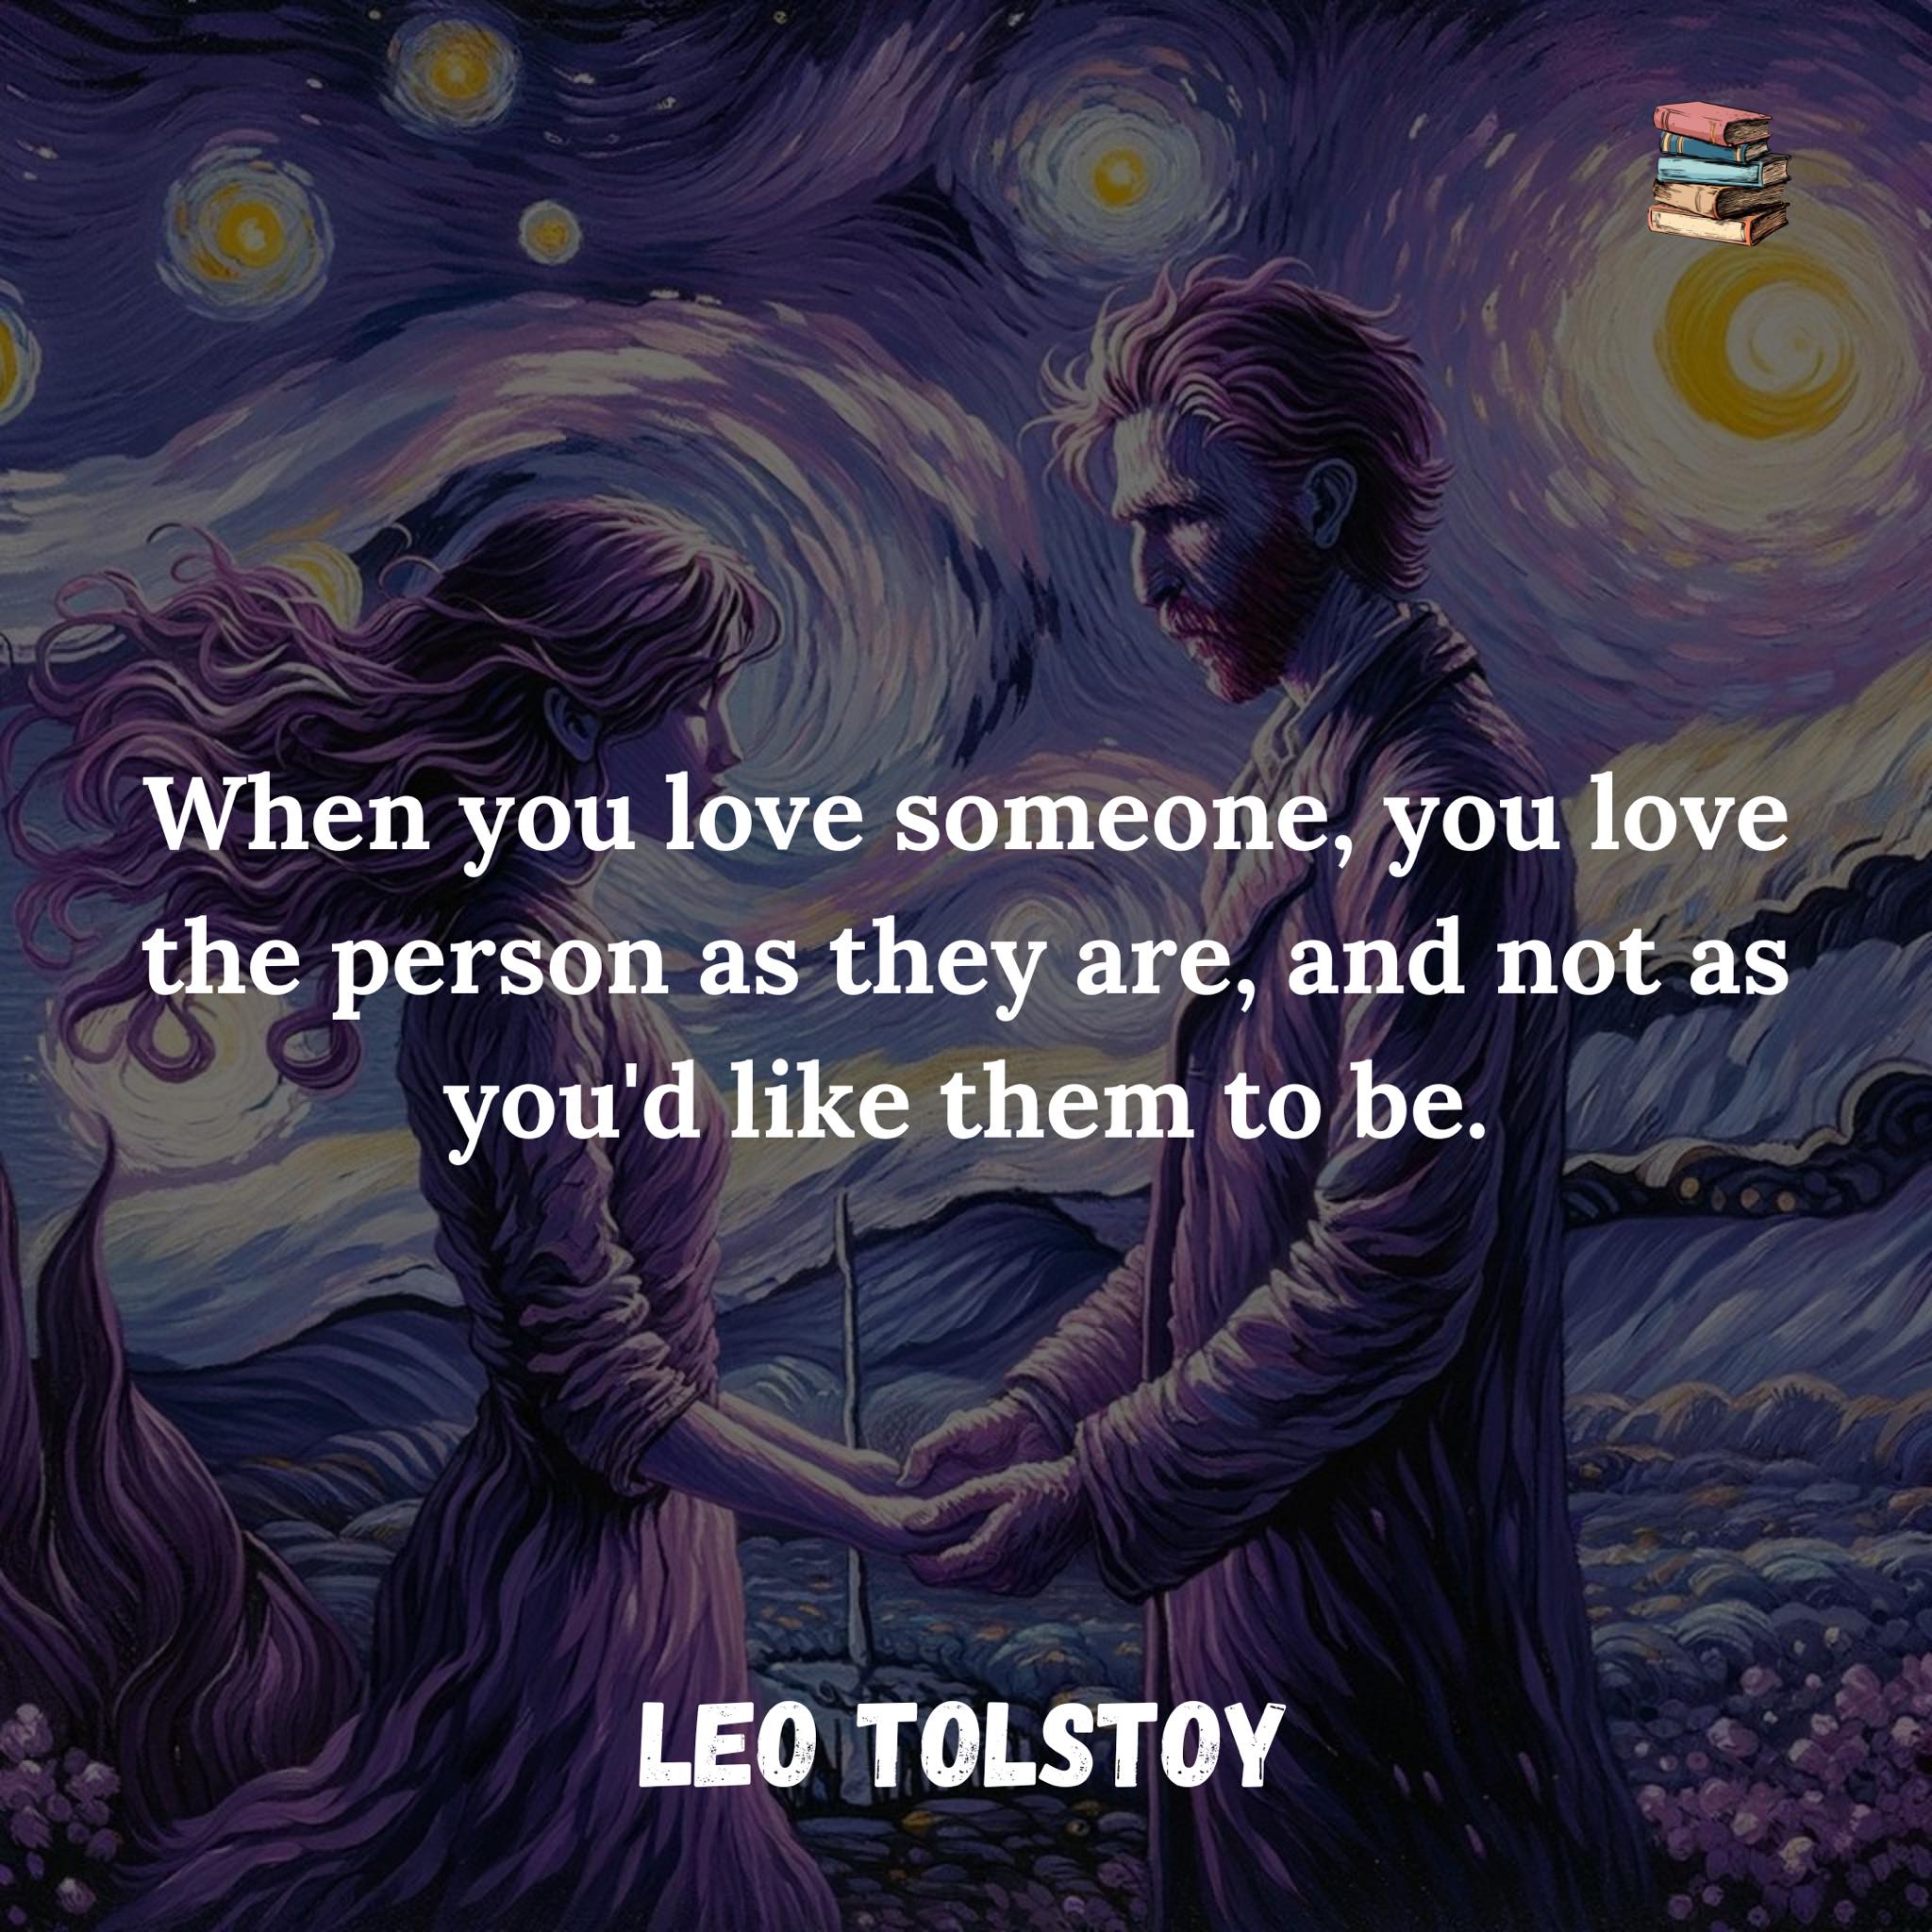 When you love someone, you love
the person as they are, and not as
you'd like them to be.
LEO TOLSTOY